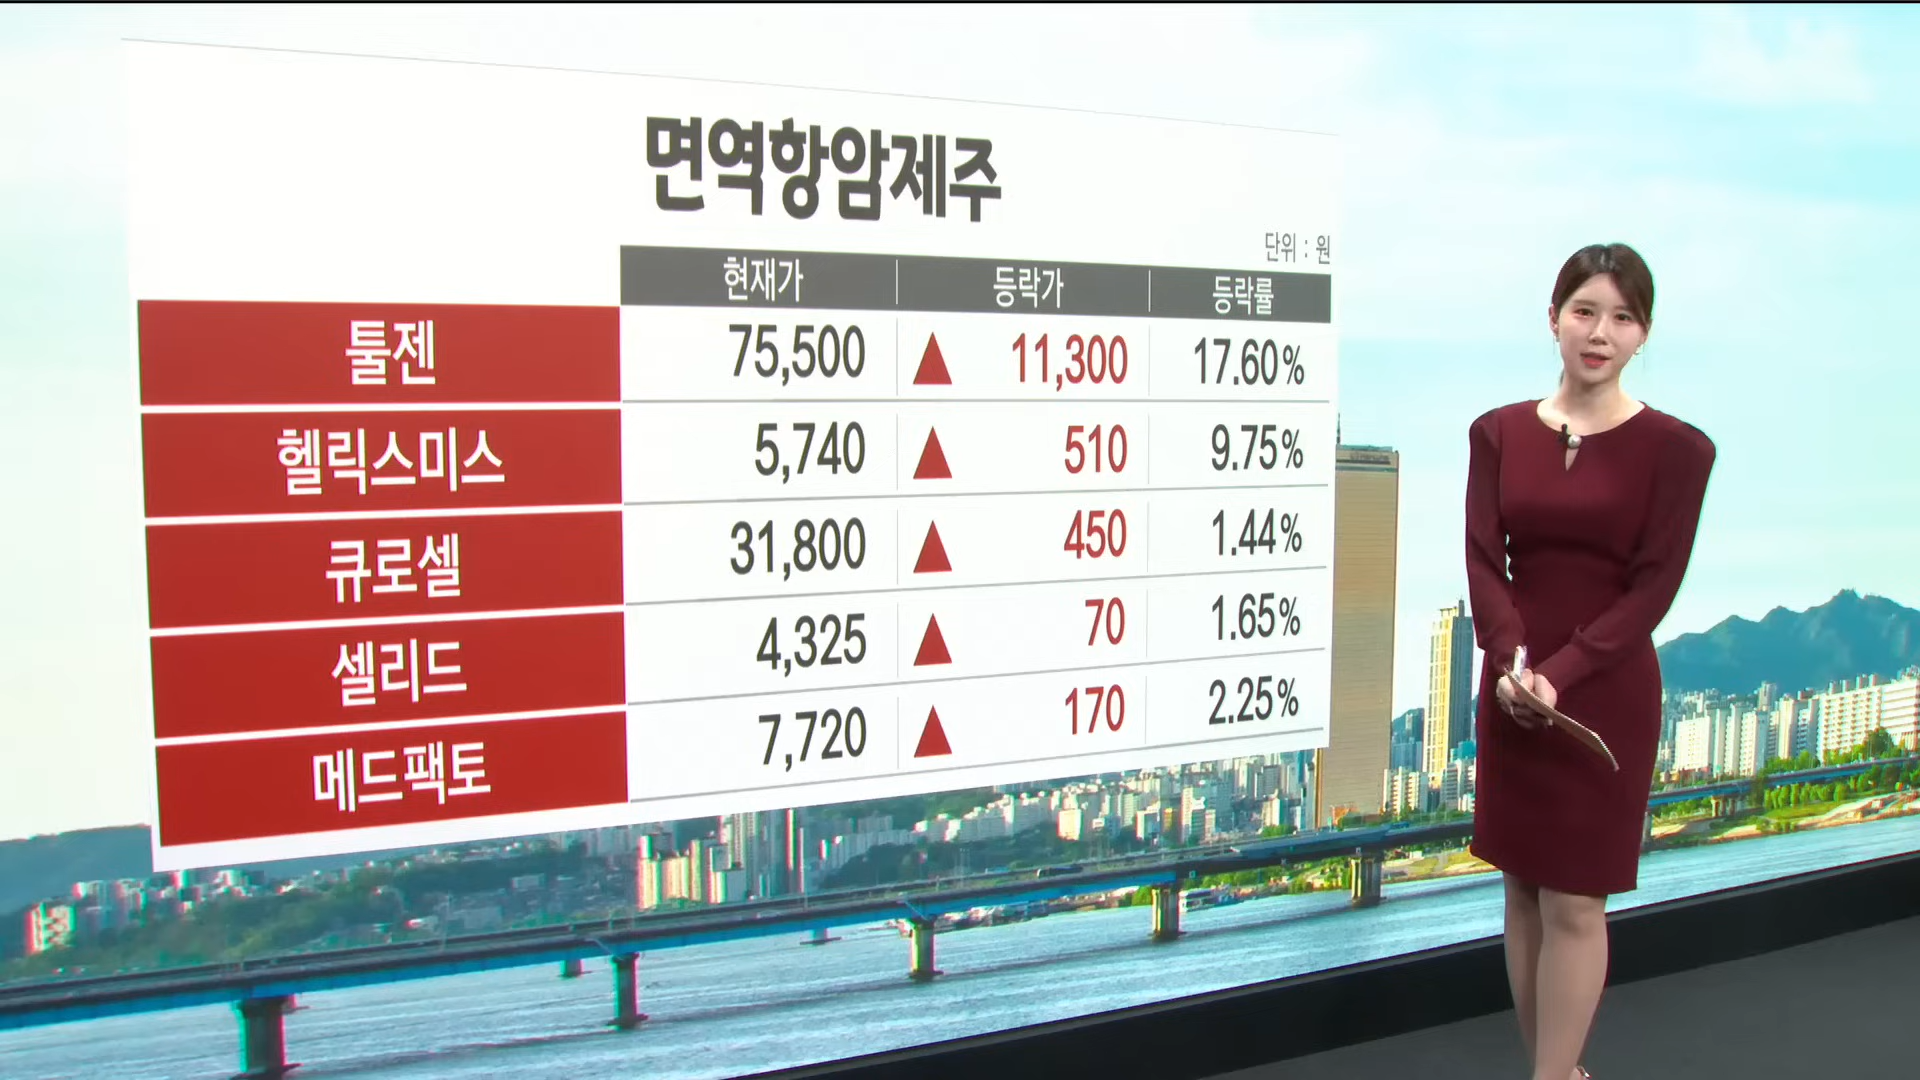 면역항암제주
단위 : 원
현재가 등락가 등락률
툴젠 75,500 ▲ 11,300 17.60%
헬릭스미스 5,740 ▲ 510 9.75%
큐로셀 31,800 ▲ 450 1.44%
셀리드 4,325 ▲ 70 1.65%
메드팩토 7,720 ▲ 170 2.25%